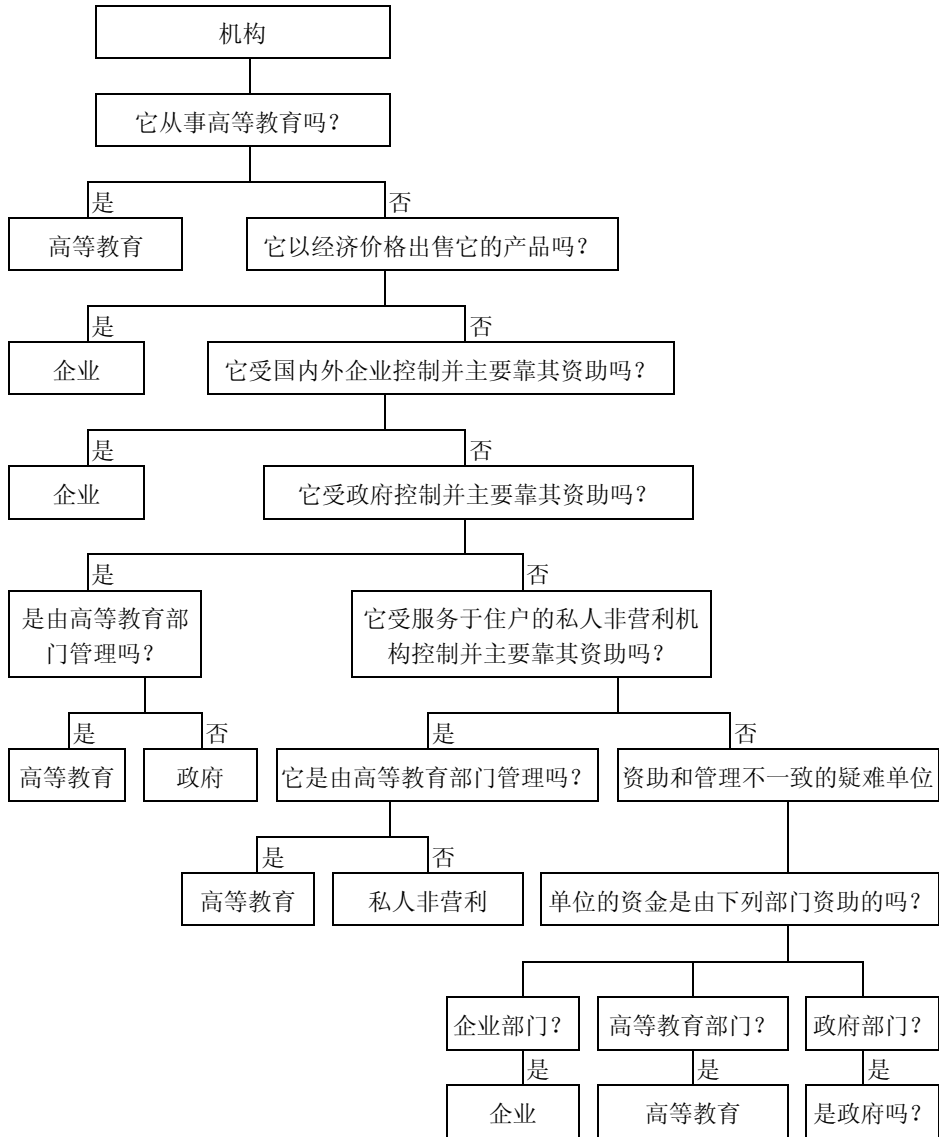 机构
它从事高等教育吗？
是
否
高等教育
它以经济价格出售它的产品吗？
是
否
企业
它受国内外企业控制并主要靠其资助吗？
是
否
企业
它受政府控制并主要靠其资助吗？
是
否
是由高等教育部
门管理吗？
它受服务于住户的私人非营利机
构控制并主要靠其资助吗？
是
否
是
否
高等教育
政府
它是由高等教育部门管理吗？
资助和管理不一致的疑难单位
是
否
高等教育
私人非营利
单位的资金是由下列部门资助的吗？
企业部门？
高等教育部门？
政府部门？
是
是
是
企业
高等教育
是政府吗？